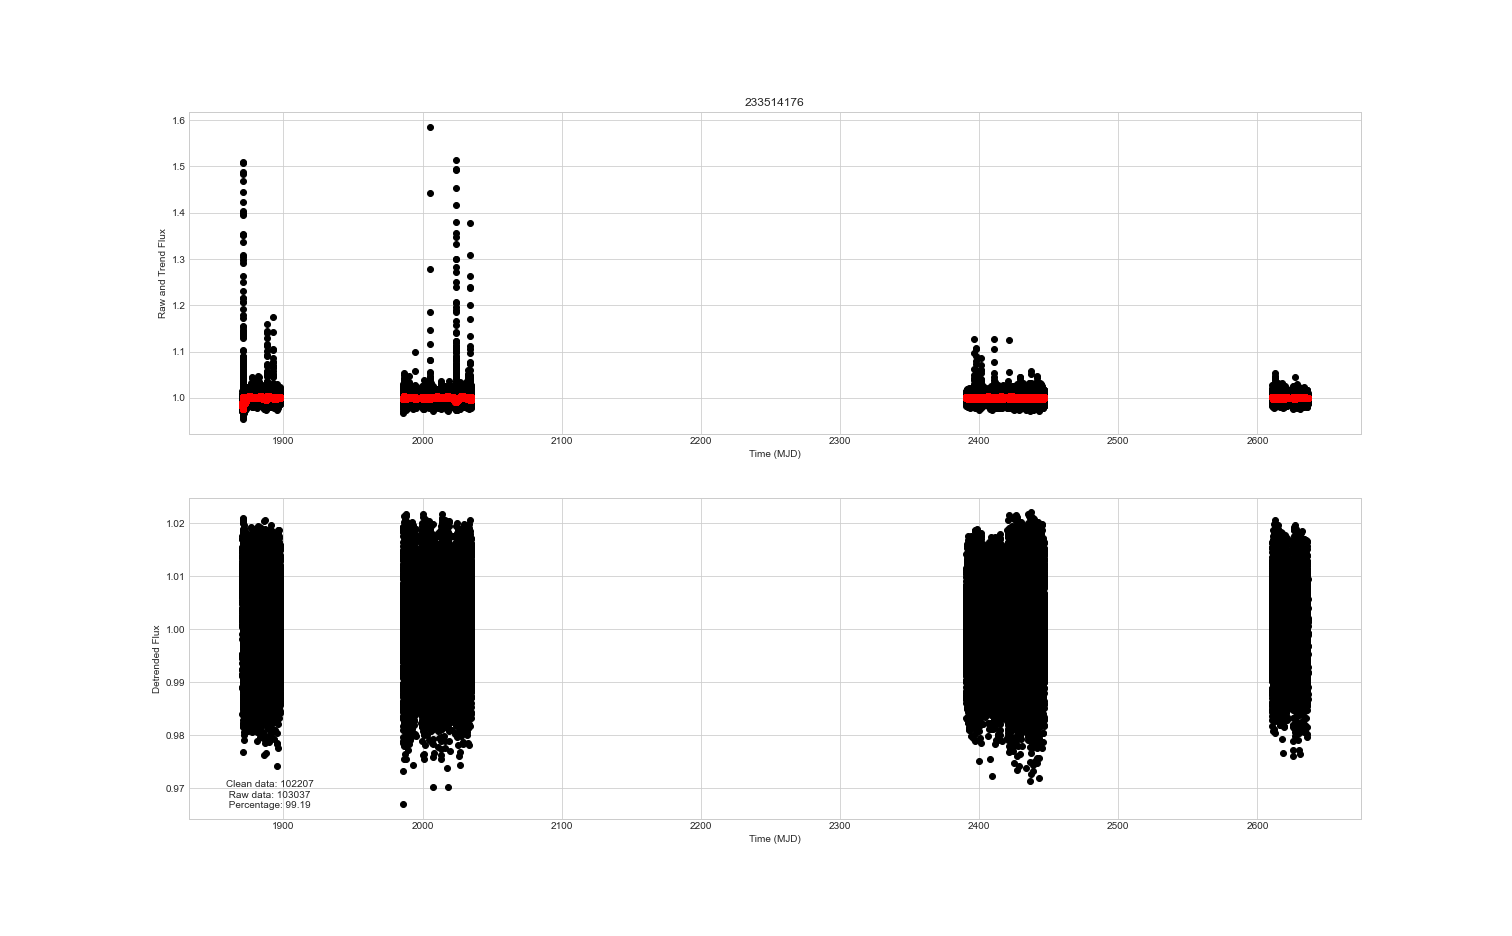 233514176
1.6
1.5
1.4
1.3
1.2
1.1
1.0
Raw and Trend Flux
1900 2000 2100 2200 2300 2400 2500 2600
Time (MJD)
1.02
1.01
1.00
0.99
0.98
0.97
Detrended Flux
Clean data: 102207
Raw data: 103037
Percentage: 99.19
1900 2000 2100 2200 2300 2400 2500 2600
Time (MJD)